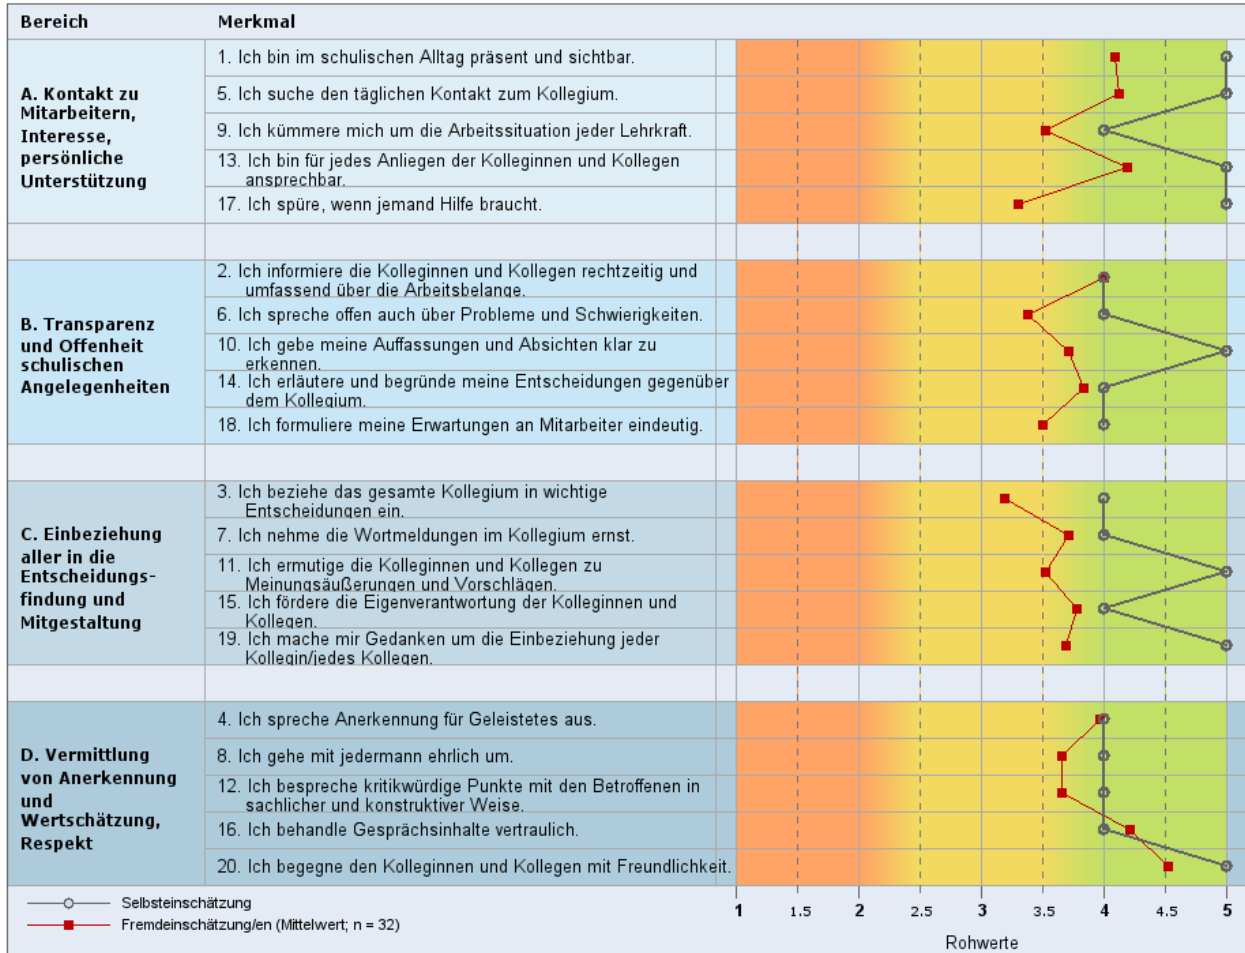 Bereich
Merkmal
A. Kontakt zu
Mitarbeitern,
Interesse,
persönliche
Unterstützung
1. Ich bin im schulischen Alltag präsent und sichtbar.
5. Ich suche den täglichen Kontakt zum Kollegium.
9. Ich kümmere mich um die Arbeitssituation jeder Lehrkraft.
13. Ich bin für jedes Anliegen der Kolleginnen und Kollegen
ansprechbar.
17. Ich spüre, wenn jemand Hilfe braucht.
B. Transparenz
und Offenheit
schulischen
Angelegenheiten
2. Ich informiere die Kolleginnen und Kollegen rechtzeitig und
umfassend über die Arbeitsbelange.
6. Ich spreche offen auch über Probleme und Schwierigkeiten.
10. Ich gebe meine Auffassungen und Absichten klar zu
erkennen.
14. Ich erläutere und begründe meine Entscheidungen gegenüber
dem Kollegium.
18. Ich formuliere meine Erwartungen an Mitarbeiter eindeutig.
C. Einbeziehung
aller in die
Entscheidungs-
findung und
Mitgestaltung
3. Ich beziehe das gesamte Kollegium in wichtige
Entscheidungen ein.
7. Ich nehme die Wortmeldungen im Kollegium ernst.
11. Ich ermutige die Kolleginnen und Kollegen zu
Meinungsäußerungen und Vorschlägen.
15. Ich fördere die Eigenverantwortung der Kolleginnen und
Kollegen.
19. Ich mache mir Gedanken um die Einbeziehung jeder
Kollegin/jedes Kollegen.
D. Vermittlung
von Anerkennung
und
Wertschätzung,
Respekt
4. Ich spreche Anerkennung für Geleistetes aus.
8. Ich gehe mit jedermann ehrlich um.
12. Ich bespreche kritikwürdige Punkte mit den Betroffenen in
sachlicher und konstruktiver Weise.
16. Ich behandle Gesprächsinhalte vertraulich.
20. Ich begegne den Kolleginnen und Kollegen mit Freundlichkeit.
Selbsteinschätzung
Fremdeinschätzung/en (Mittelwert; n = 32)
1 1.5 2 2.5 3 3.5 4 4.5 5
Rohwerte